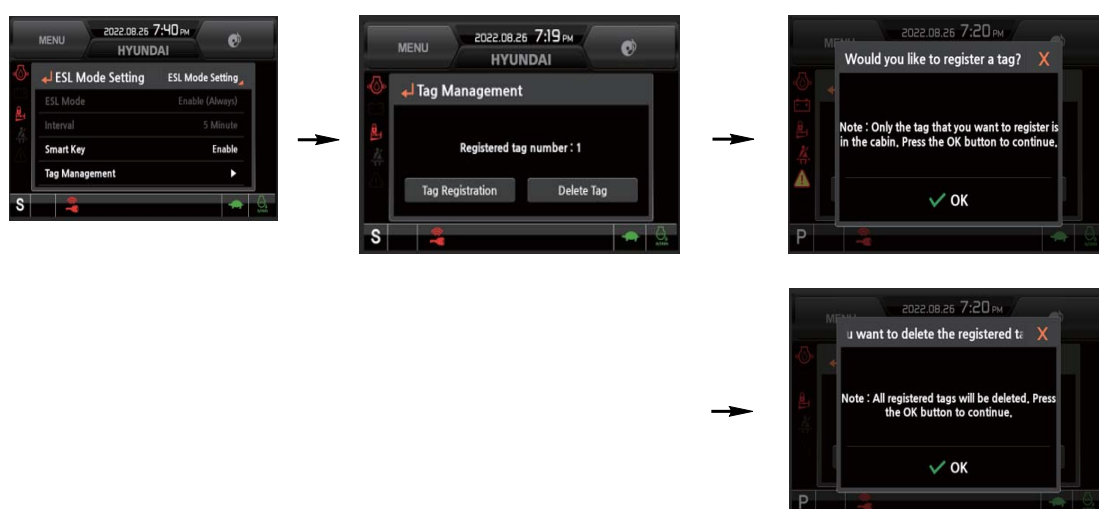 MENU
2022.08.26 7:40 PM
HYUNDAI
ESL Mode Setting ESL Mode Setting
ESL Mode Enable (Always)
Interval 5 Minute
Smart Key Enable
Tag Management
S
MENU
2022.08.26 7:19 PM
HYUNDAI
Tag Management
Registered tag number : 1
Tag Registration Delete Tag
S
2022.08.26 7:20 PM
Would you like to register a tag? X
Note : Only the tag that you want to register is
in the cabin. Press the OK button to continue.
OK
P
2022.08.26 7:20 PM
u want to delete the registered ta X
Note : All registered tags will be deleted. Press
the OK button to continue.
OK
P